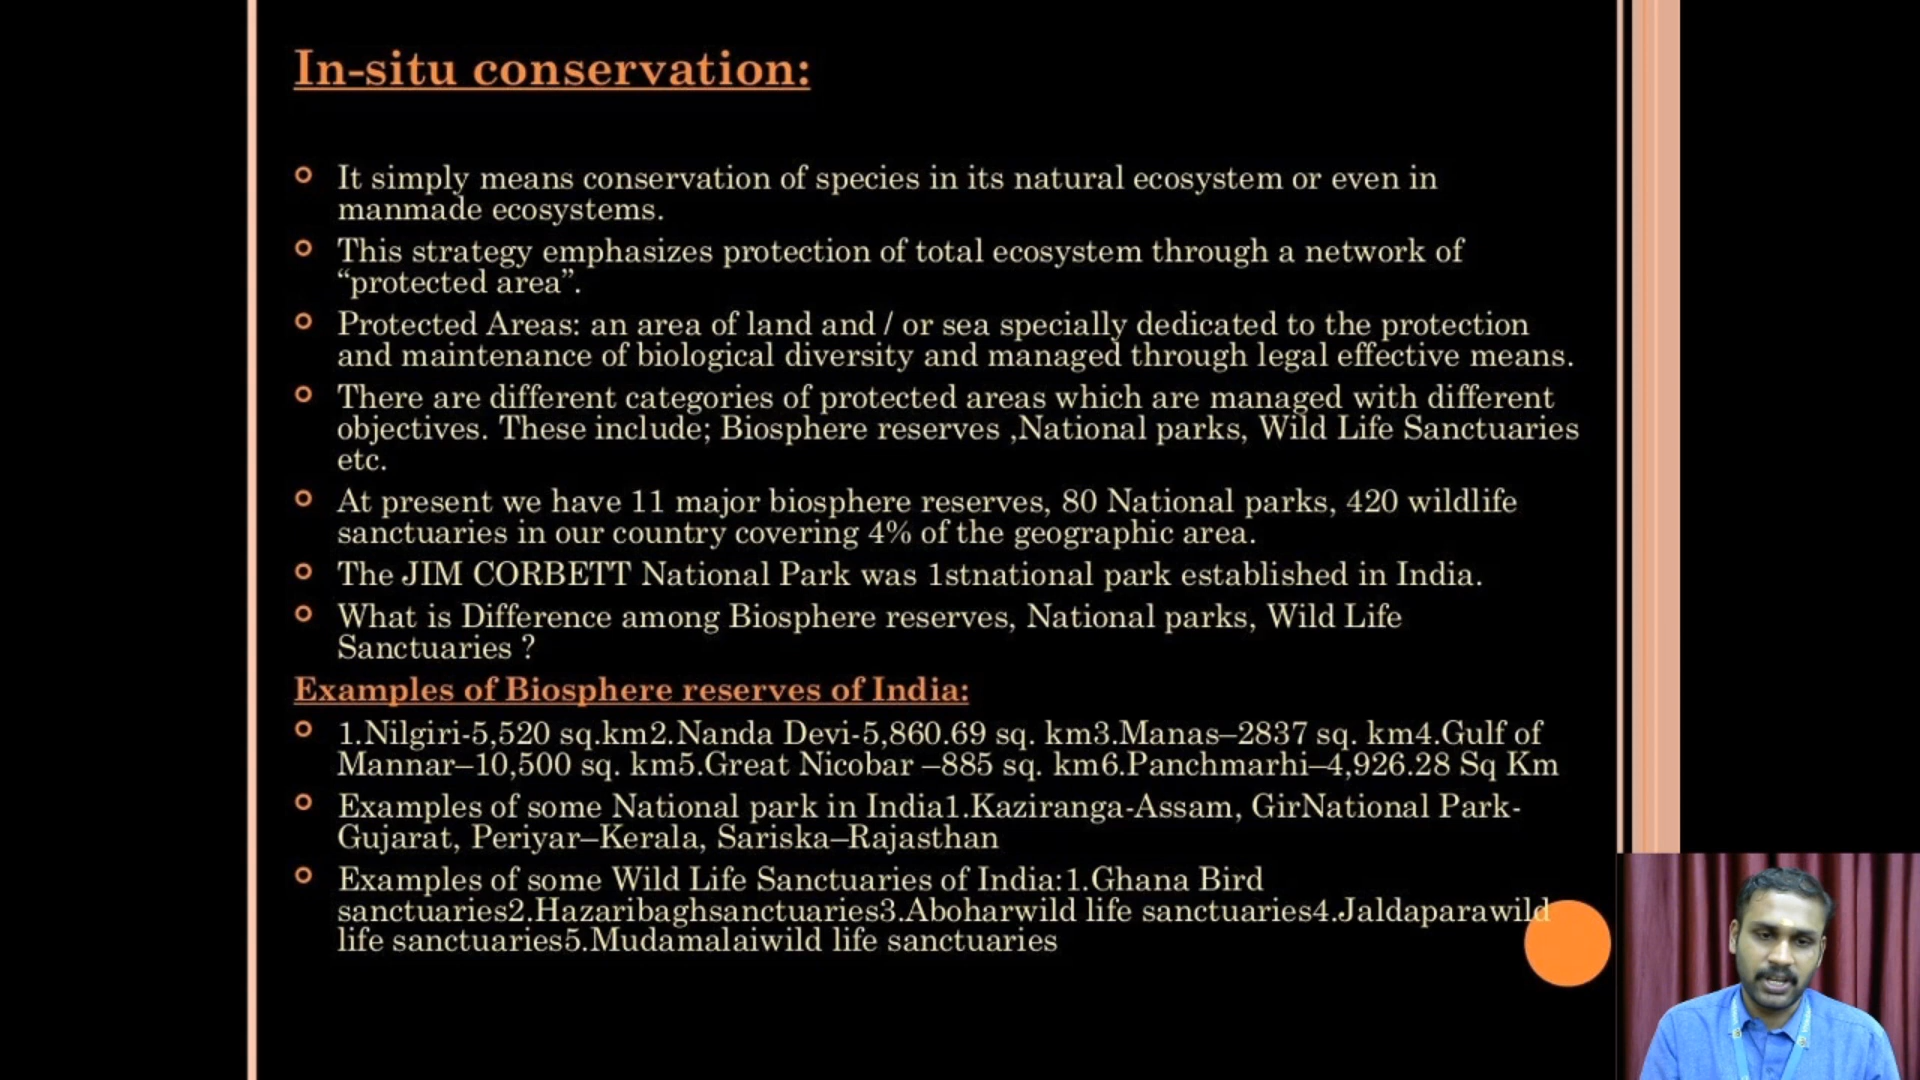 In-situ conservation:
It simply means conservation of species in its natural ecosystem or even in
manmade ecosystems.
This strategy emphasizes protection of total ecosystem through a network of
“protected area”.
Protected Areas: an area of land and / or sea specially dedicated to the protection
and maintenance of biological diversity and managed through legal effective means.
There are different categories of protected areas which are managed with different
objectives. These include; Biosphere reserves ,National parks, Wild Life Sanctuaries
etc.
At present we have 11 major biosphere reserves, 80 National parks, 420 wildlife
sanctuaries in our country covering 4% of the geographic area.
The JIM CORBETT National Park was 1stnational park established in India.
What is Difference among Biosphere reserves, National parks, Wild Life
Sanctuaries ?
Examples of Biosphere reserves of India:
1.Nilgiri-5,520 sq.km2.Nanda Devi-5,860.69 sq. km3.Manas–2837 sq. km4.Gulf of
Mannar–10,500 sq. km5.Great Nicobar –885 sq. km6.Panchmarhi–4,926.28 Sq Km
Examples of some National park in India1.Kaziranga-Assam, GirNational Park-
Gujarat, Periyar–Kerala, Sariska–Rajasthan
Examples of some Wild Life Sanctuaries of India:1.Ghana Bird
sanctuaries2.Hazaribaghsanctuaries3.Aboharwild life sanctuaries4.Jaldaparawild
life sanctuaries5.Mudamalaiwild life sanctuaries